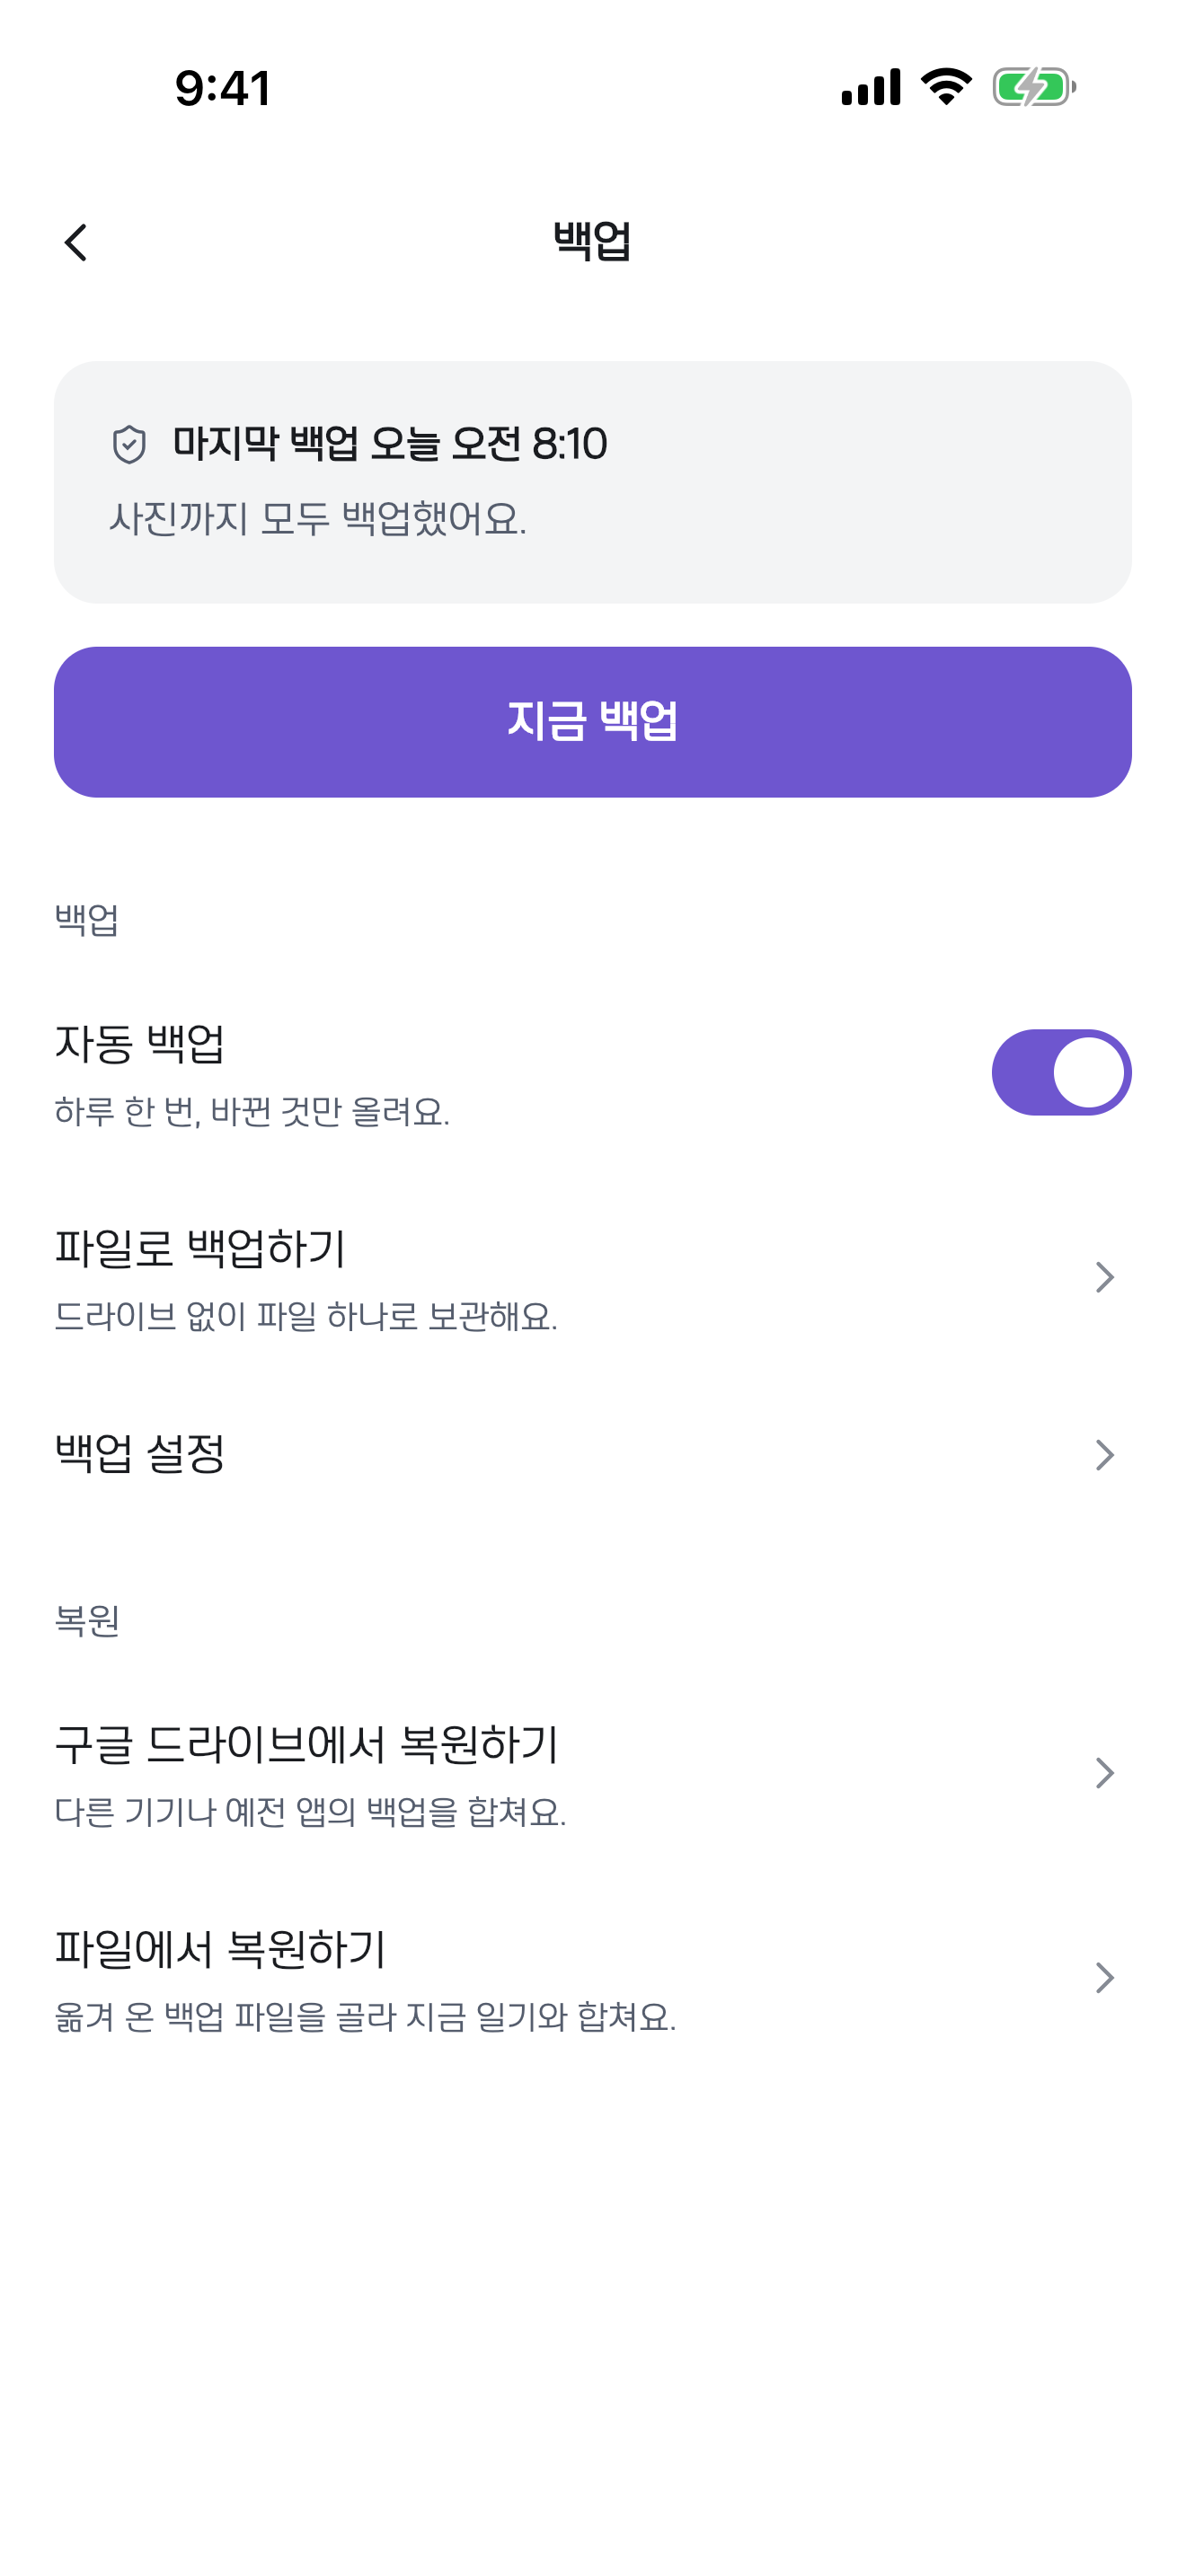 9:41
백업
마지막 백업 오늘 오전 8:10
사진까지 모두 백업했어요.
지금 백업
백업
자동 백업
하루 한 번, 바뀐 것만 올려요.
파일로 백업하기
드라이브 없이 파일 하나로 보관해요.
백업 설정
복원
구글 드라이브에서 복원하기
다른 기기나 예전 앱의 백업을 합쳐요.
파일에서 복원하기
옮겨 온 백업 파일을 골라 지금 일기와 합쳐요.